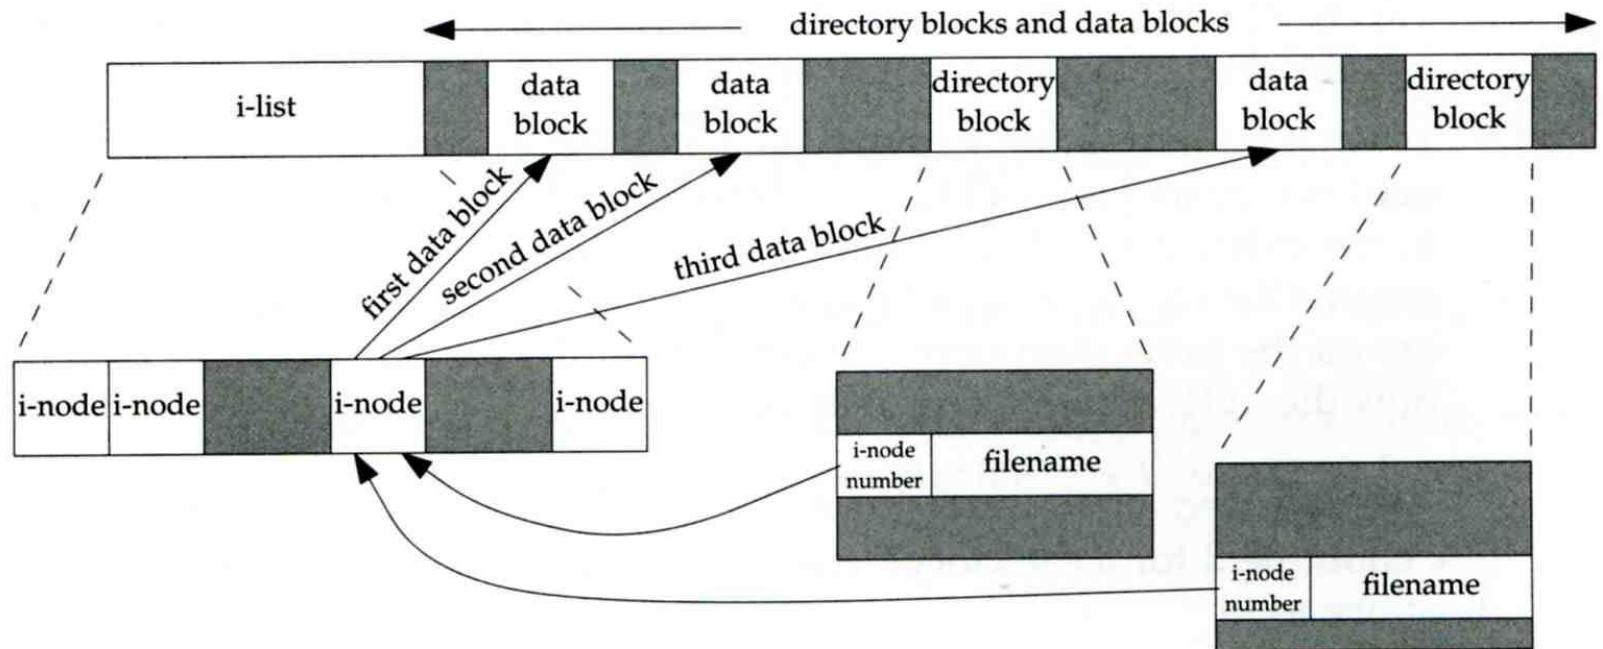 directory blocks and data blocks
i-list
data
block
data
block
directory
block
data
block
directory
block
first data block
second data block
third data block
i-node
i-node
i-node
i-node
i-node
number
filename
i-node
number
filename